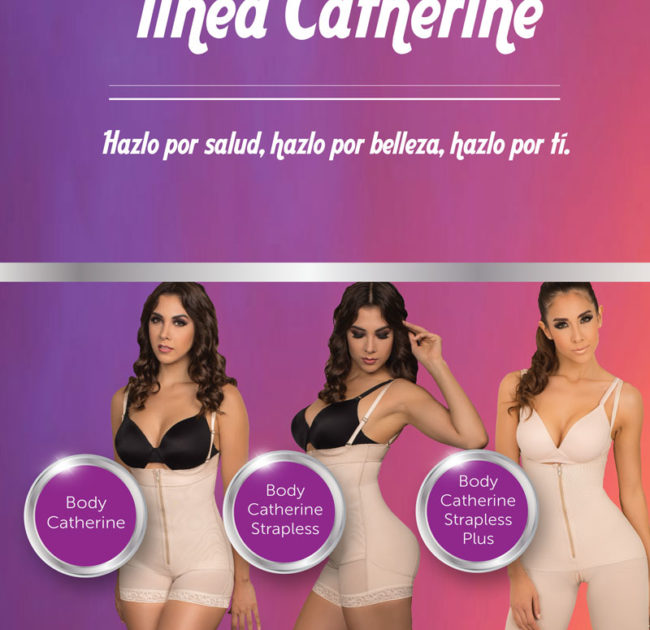 línea Catherine
Hazlo por salud, hazlo por belleza, hazlo por tí.
Body
Catherine
Body
Catherine
Strapless
Body
Catherine
Strapless
Plus